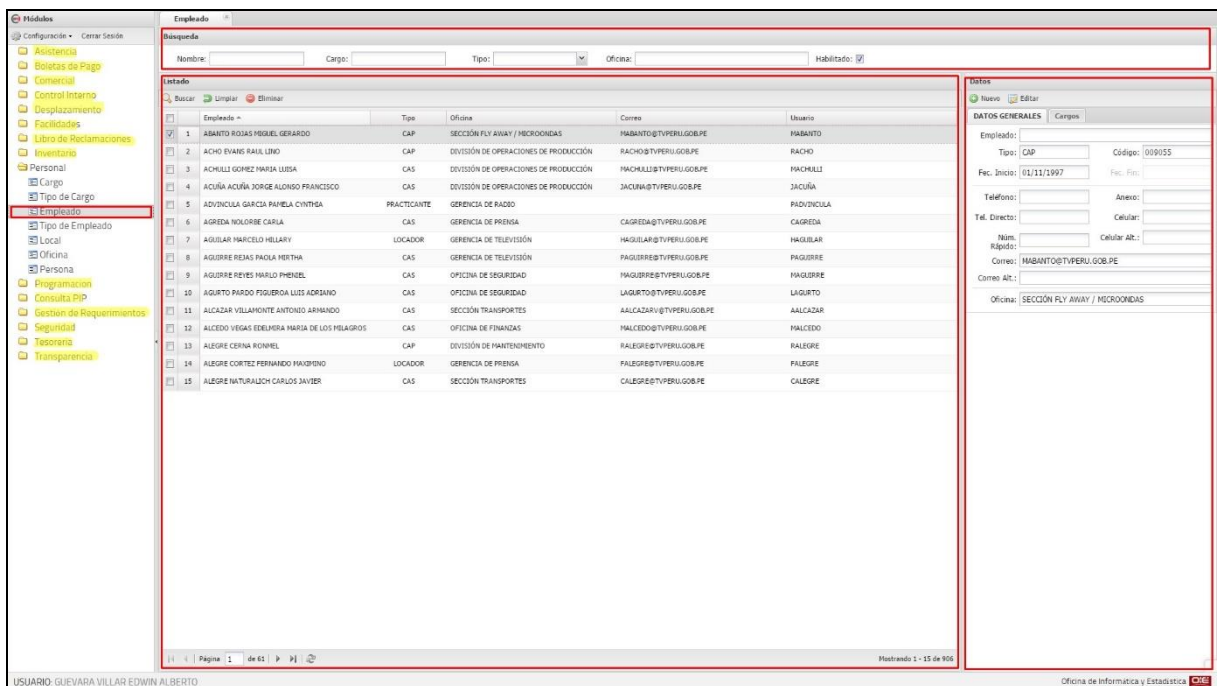 Módulos
Configuración Cerrar Sesión
Asistencia
Boletas de Pago
Comercial
Control Interno
Desplazamiento
Facilidades
Libro de Reclamaciones
Inventario
Personal
Cargo
Tipo de Cargo
Empleado
Tipo de Empleado
Local
Oficina
Persona
Programacion
Consulta PIP
Gestión de Requerimientos
Seguridad
Tesoreria
Transparencia
Empleado
Búsqueda
Nombre: Cargo: Tipo: Oficina: Habilitado:
Listado
Buscar Limpiar Eliminar
Empleado Tipo Oficina Correo Usuario
1 ABANTO ROJAS MIGUEL GERARDO CAP SECCIÓN FLY AWAY / MICROONDAS MABANTO@TVPERU.GOB.PE MABANTO
2 ACHO EVANS RAUL LINO CAP DIVISIÓN DE OPERACIONES DE PRODUCCIÓN RACHO@TVPERU.GOB.PE RACHO
3 ACHULLI GOMEZ MARIA LUISA CAS DIVISIÓN DE OPERACIONES DE PRODUCCIÓN MACHULLI@TVPERU.GOB.PE MACHULLI
4 ACUÑA ACUÑA JORGE ALONSO FRANCISCO CAS DIVISIÓN DE OPERACIONES DE PRODUCCIÓN JACUNA@TVPERU.GOB.PE JACUÑA
5 ADVINCULA GARCIA PAMELA CYNTHIA PRACTICANTE GERENCIA DE RADIO PADVINCULA
6 AGREDA NOLORBE CARLA CAS GERENCIA DE PRENSA CAGREDA@TVPERU.GOB.PE CAGREDA
7 AGUILAR MARCELO HILLARY LOCADOR GERENCIA DE TELEVISIÓN HAGUILAR@TVPERU.GOB.PE HAGUILAR
8 AGUIRRE REJAS PAOLA MIRTHA CAS GERENCIA DE TELEVISIÓN PAGUIRRE@TVPERU.GOB.PE PAGUIRRE
9 AGUIRRE REYES MARLO PHENIEL CAS OFICINA DE SEGURIDAD MAGUIRRE@TVPERU.GOB.PE MAGUIRRE
10 AGURTO PARDO FIGUEROA LUIS ADRIANO CAS OFICINA DE SEGURIDAD LAGURTO@TVPERU.GOB.PE LAGURTO
11 ALCAZAR VILLAMONTE ANTONIO ARMANDO CAS SECCIÓN TRANSPORTES AALCAZARV@TVPERU.GOB.PE AALCAZAR
12 ALCEDO VEGAS EDELMIRA MARIA DE LOS MILAGROS CAS OFICINA DE FINANZAS MALCEDO@TVPERU.GOB.PE MALCEDO
13 ALEGRE CERNA RONMEL CAP DIVISIÓN DE MANTENIMIENTO RALEGRE@TVPERU.GOB.PE RALEGRE
14 ALEGRE CORTEZ FERNANDO MAXIMINO LOCADOR GERENCIA DE PRENSA FALEGRE@TVPERU.GOB.PE FALEGRE
15 ALEGRE NATURALICH CARLOS JAVIER CAS SECCIÓN TRANSPORTES CALEGRE@TVPERU.GOB.PE CALEGRE
Página 1 de 61 Mostrando 1 - 15 de 906
Datos
Nuevo Editar
DATOS GENERALES Cargos
Empleado:
Tipo: CAP Código: 009055
Fec. Inicio: 01/11/1997 Fec. Fin:
Teléfono: Anexo:
Tel. Directo: Celular:
Núm. Rápido: Celular Alt.:
Correo: MABANTO@TVPERU.GOB.PE
Correo Alt.:
Oficina: SECCIÓN FLY AWAY / MICROONDAS
USUARIO: GUEVARA VILLAR EDWIN ALBERTO Oficina de Informática y Estadística